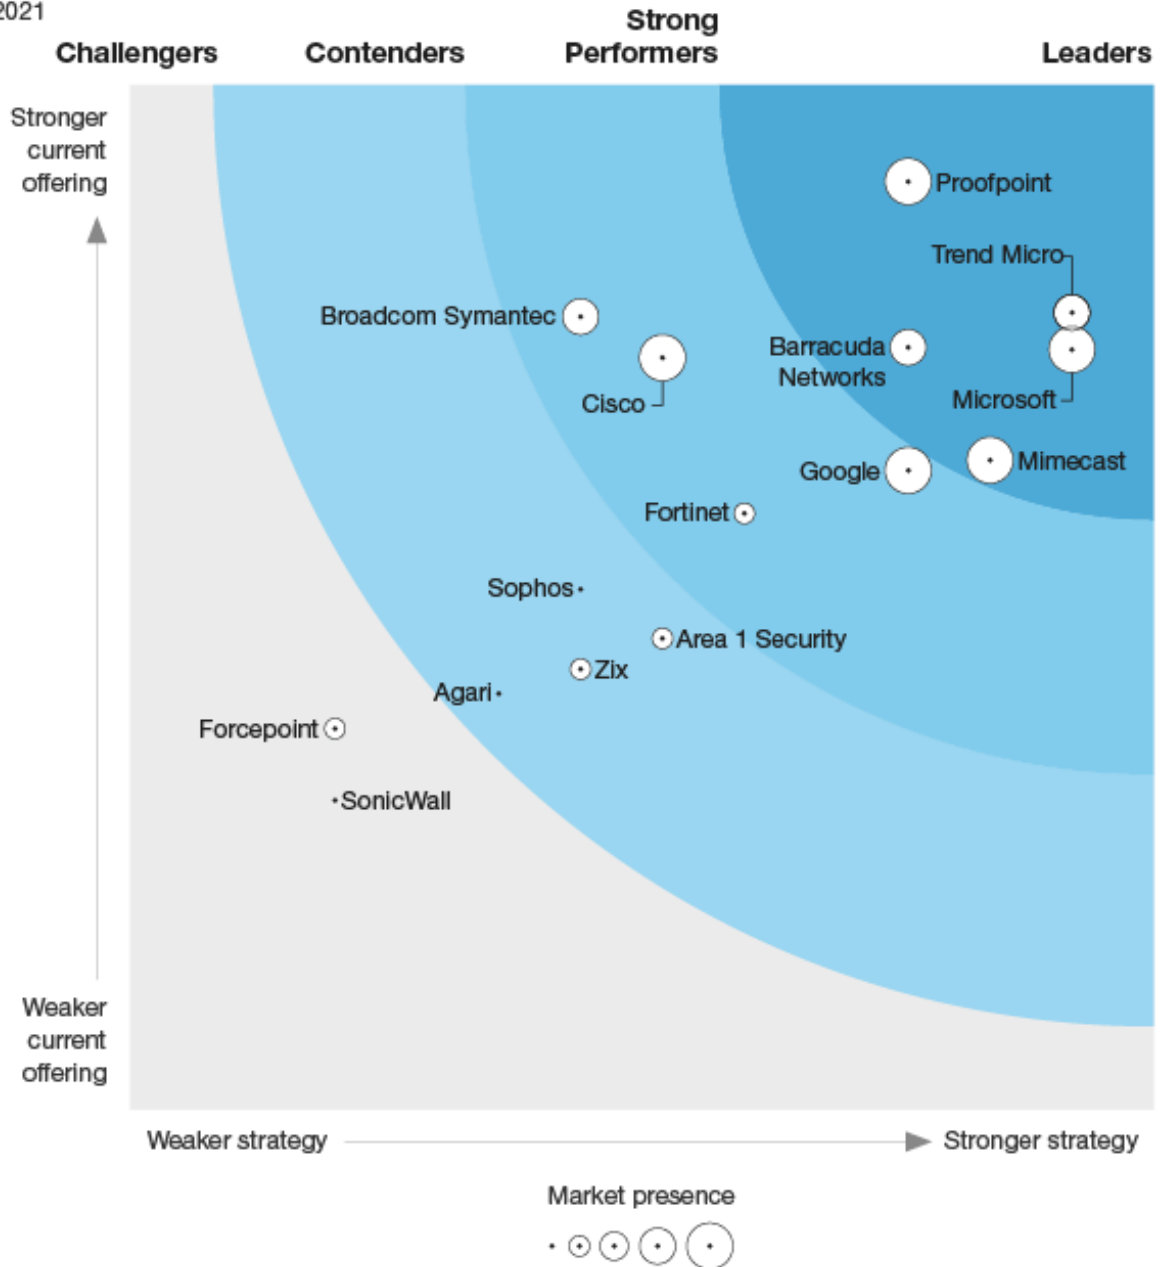 2021
Strong
Challengers Contenders Performers Leaders
Stronger
current
offering
Proofpoint
Trend Micro
Broadcom Symantec
Barracuda
Networks
Cisco
Microsoft
Google
Mimecast
Fortinet
Sophos
Area 1 Security
Zix
Agari
Forcepoint
SonicWall
Weaker
current
offering
Weaker strategy Stronger strategy
Market presence